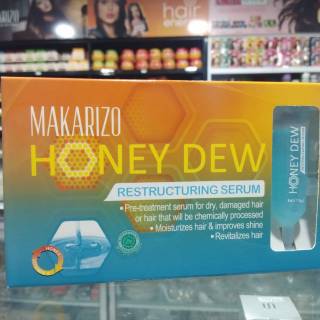 hair
energy
MAKARIZO
HONEY DEW
RESTRUCTURING SERUM
• Pre-treatment serum for dry, damaged hair
or hair that will be chemically processed
• Moisturizes hair & improves shine
• Revitalizes hair
HONEY DEW